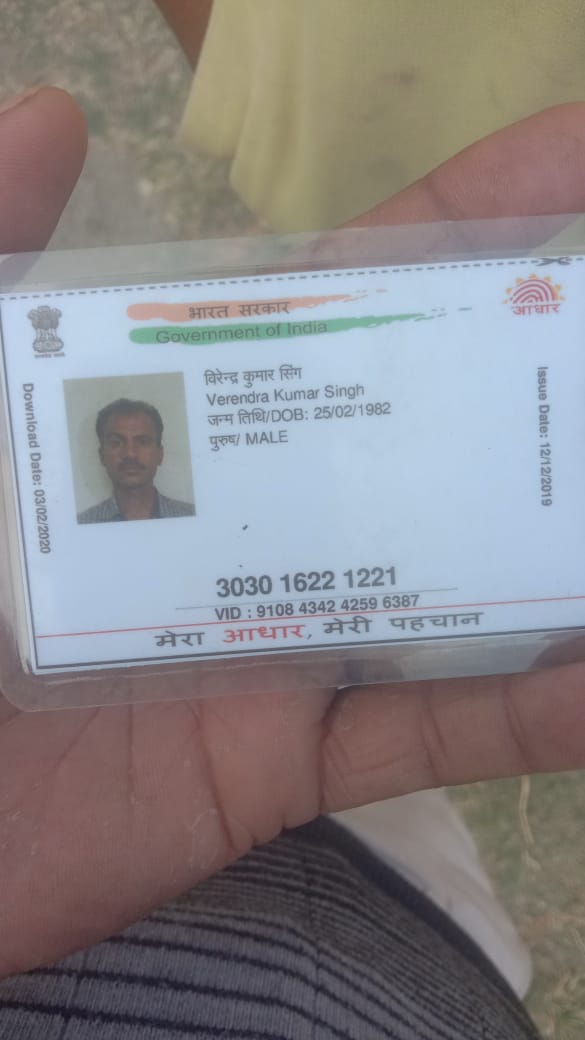 भारत सरकार
Government of India
आधार
विरेन्द्र कुमार सिंग
Verendra Kumar Singh
जन्म तिथि/DOB: 25/02/1982
पुरुष/ MALE
Download Date: 03/02/2020
Issue Date: 12/12/2019
3030 1622 1221
VID : 9108 4342 4259 6387
मेरा आधार, मेरी पहचान